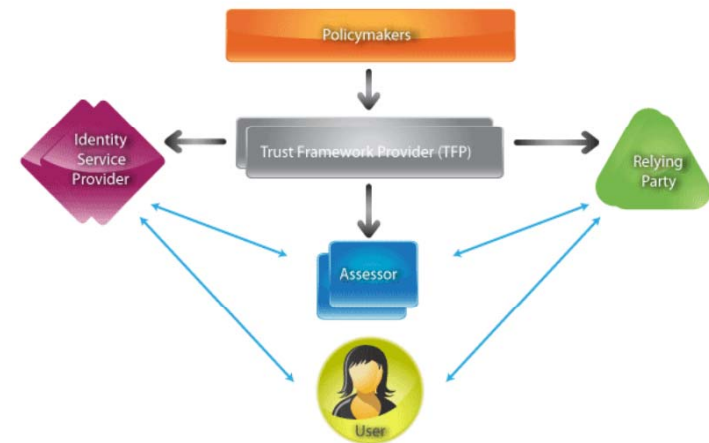 Policymakers
Identity
Service
Provider
Trust Framework Provider (TFP)
Relying
Party
Assessor
User